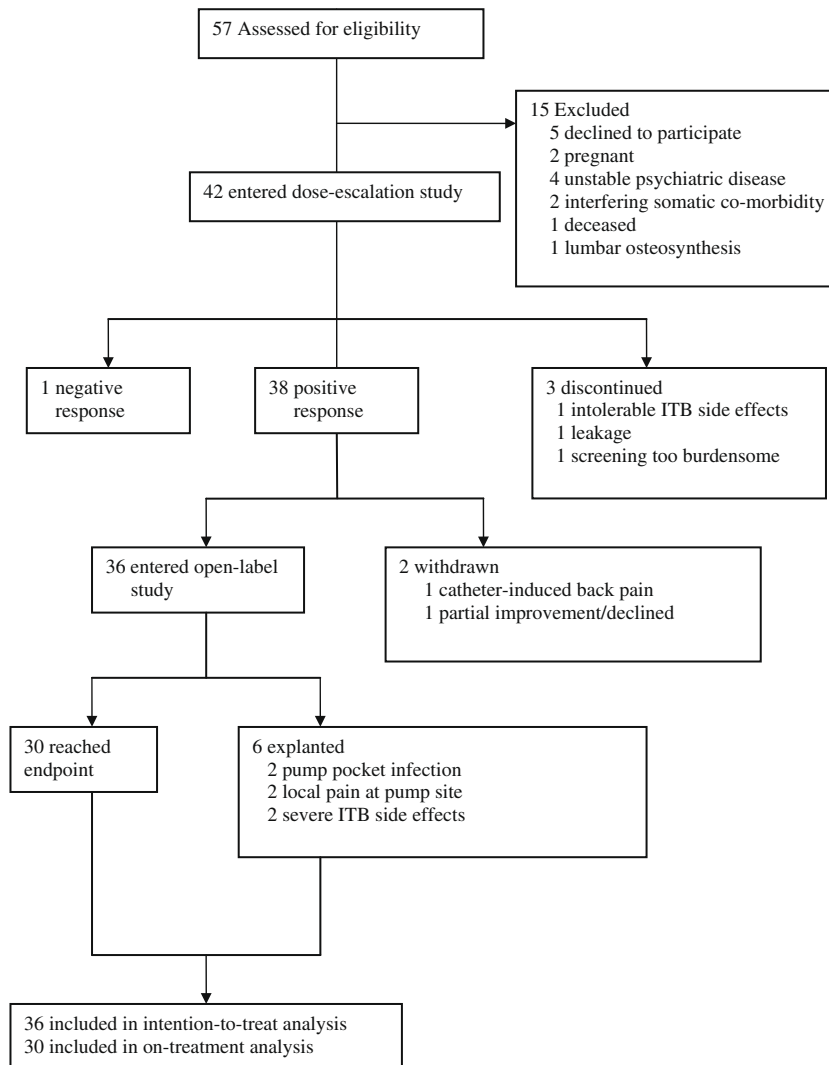 57 Assessed for eligibility
15 Excluded
5 declined to participate
2 pregnant
4 unstable psychiatric disease
2 interfering somatic co-morbidity
1 deceased
1 lumbar osteosynthesis
42 entered dose-escalation study
1 negative
response
38 positive
response
3 discontinued
1 intolerable ITB side effects
1 leakage
1 screening too burdensome
36 entered open-label
study
2 withdrawn
1 catheter-induced back pain
1 partial improvement/declined
30 reached
endpoint
6 explanted
2 pump pocket infection
2 local pain at pump site
2 severe ITB side effects
36 included in intention-to-treat analysis
30 included in on-treatment analysis